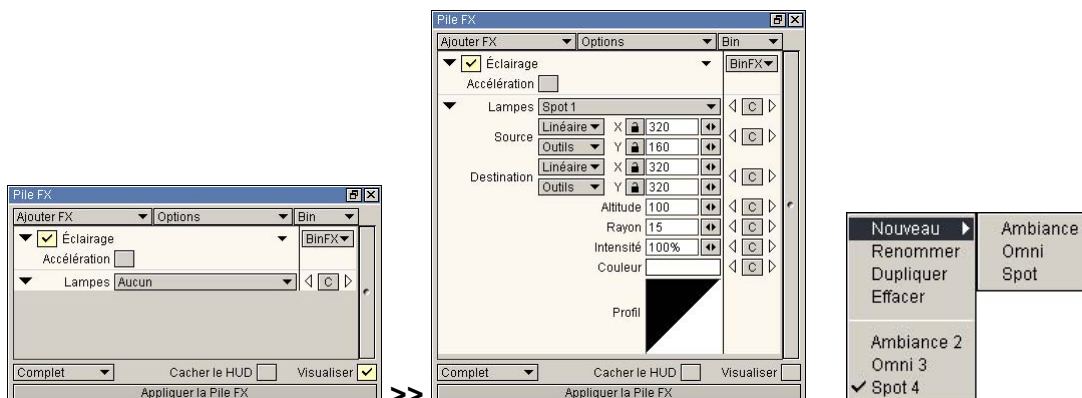 Pile FX
Ajouter FX Options Bin
Éclairage BinFX
Accélération
Lampes Aucun C
Complet Cacher le HUD Visualiser
Appliquer la Pile FX
>>
Pile FX
Ajouter FX Options Bin
Éclairage BinFX
Accélération
Lampes Spot 1 C
Source Linéaire X 320 C
Outils Y 160
Destination Linéaire X 320 C
Outils Y 320
Altitude 100 C
Rayon 15 C
Intensité 100% C
Couleur C
Profil
Complet Cacher le HUD Visualiser
Appliquer la Pile FX
Nouveau Ambiance
Renommer Omni
Dupliquer Spot
Effacer
Ambiance 2
Omni 3
Spot 4